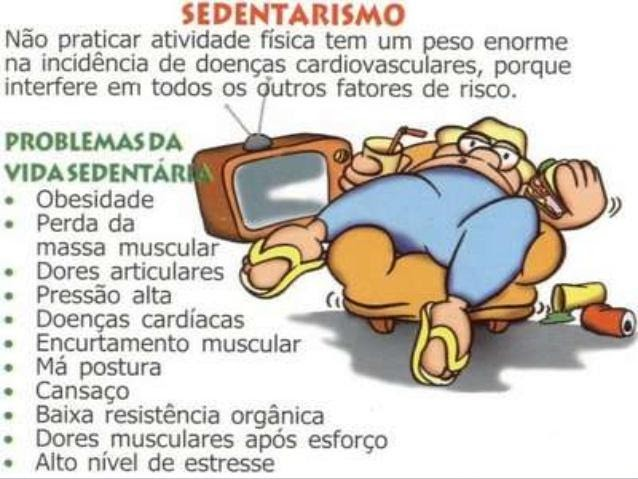 SEDENTARISMO
Não praticar atividade física tem um peso enorme
na incidência de doenças cardiovasculares, porque
interfere em todos os outros fatores de risco.
PROBLEMAS DA
VIDA SEDENTÁRIA
• Obesidade
• Perda da
massa muscular
• Dores articulares
• Pressão alta
• Doenças cardíacas
• Encurtamento muscular
• Má postura
• Cansaço
• Baixa resistência orgânica
• Dores musculares após esforço
• Alto nível de estresse